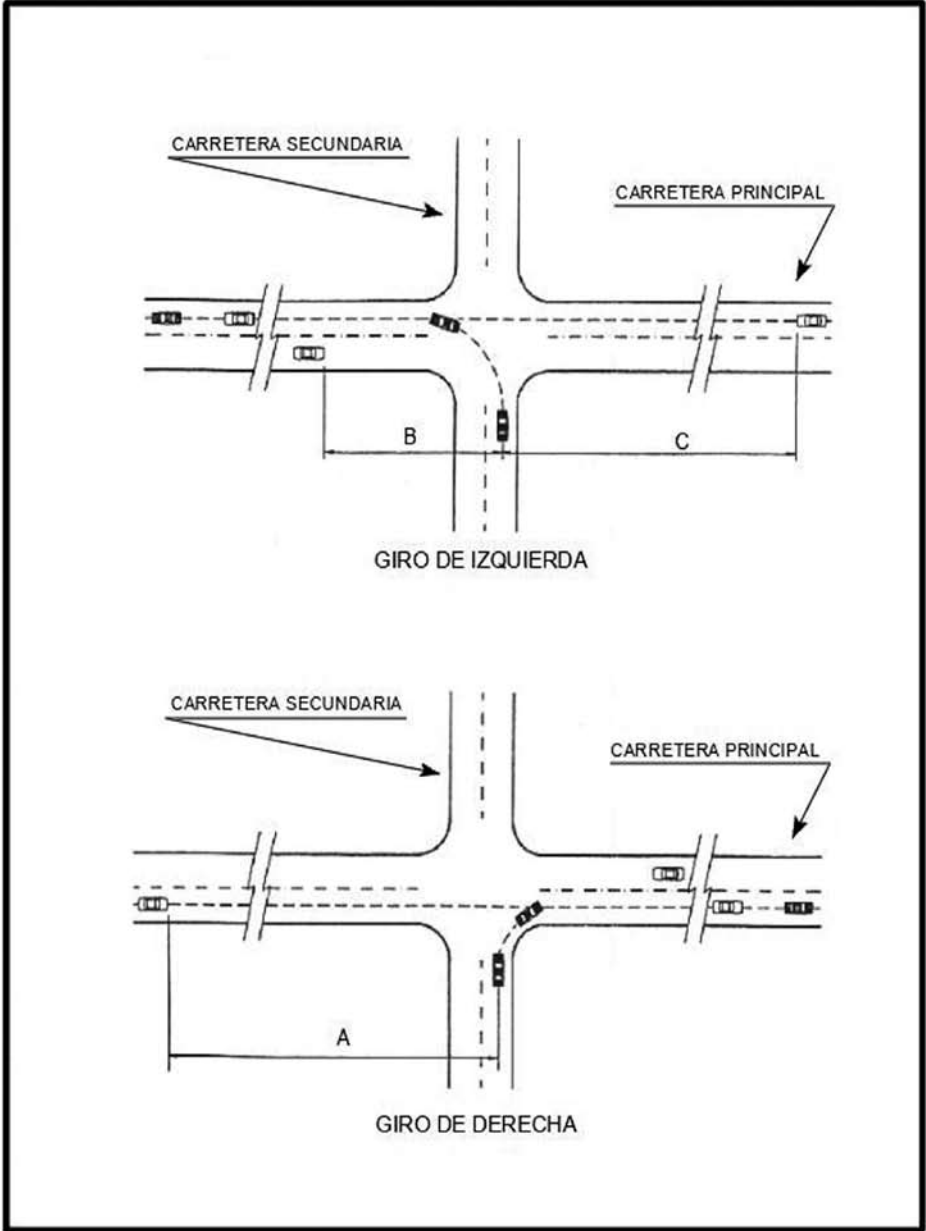 CARRETERA SECUNDARIA
CARRETERA PRINCIPAL
B
C
GIRO DE IZQUIERDA
CARRETERA SECUNDARIA
CARRETERA PRINCIPAL
A
GIRO DE DERECHA